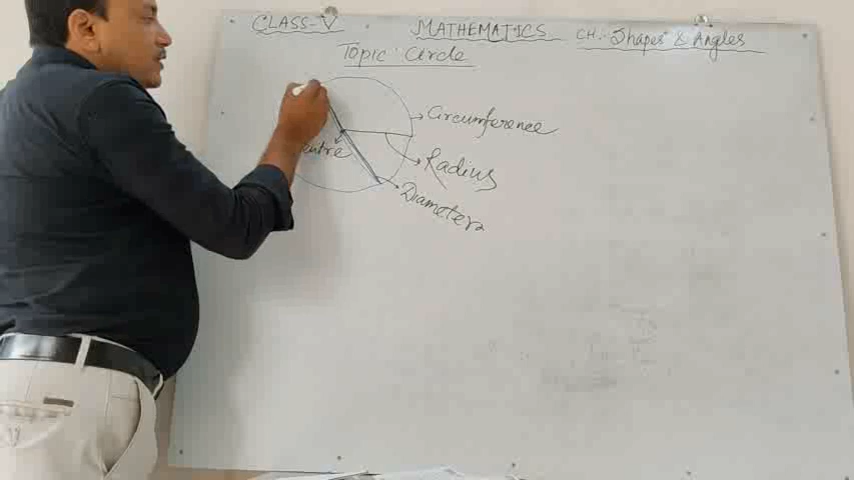 CLASS-V MATHEMATICS CH:- Shapes & Angles
Topic: Circle
Circumference
Centre
Radius
Diameter